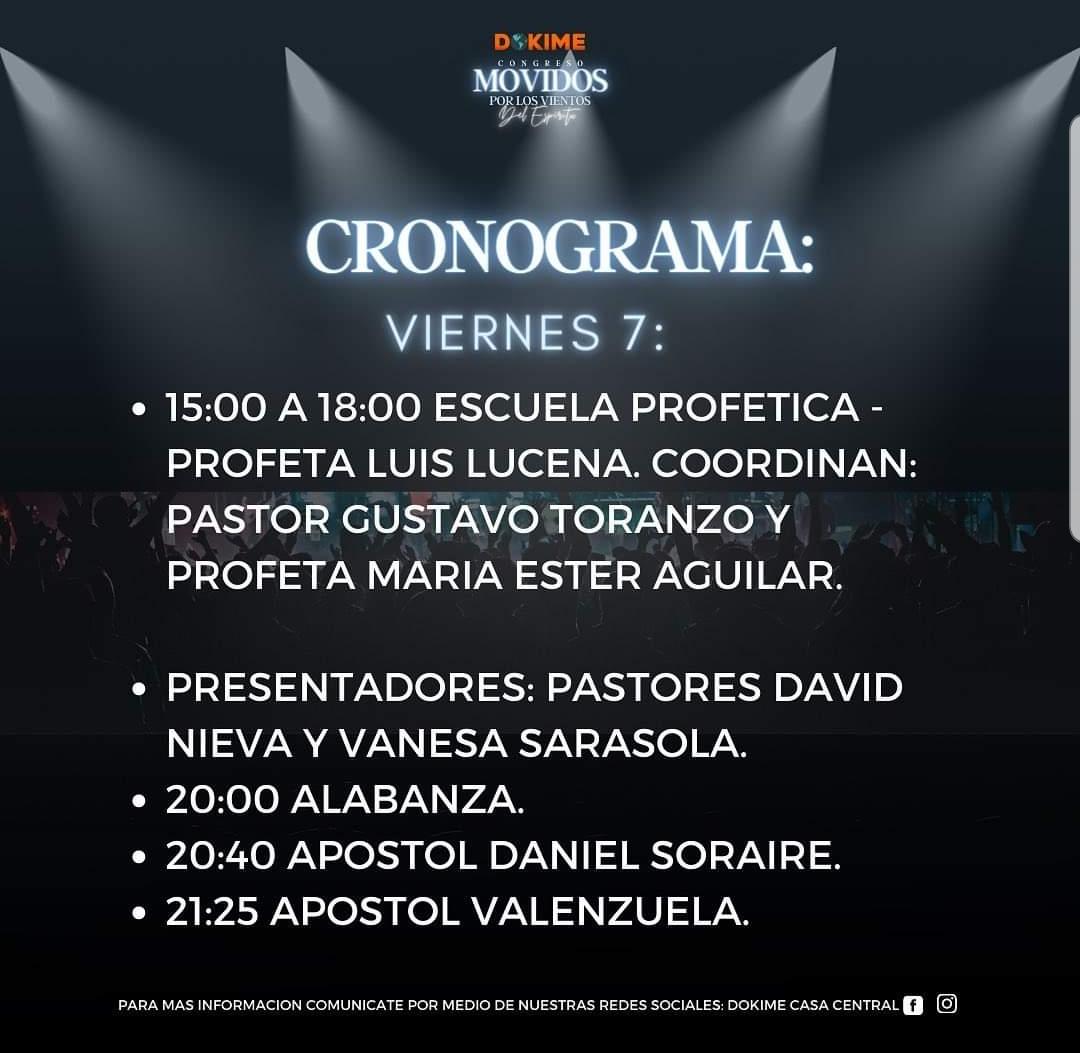 DOKIME
CONGRESO
MOVIDOS
POR LOS VIENTOS
Del Espiritu
CRONOGRAMA:
VIERNES 7:
• 15:00 A 18:00 ESCUELA PROFETICA -
PROFETA LUIS LUCENA. COORDINAN:
PASTOR GUSTAVO TORANZO Y
PROFETA MARIA ESTER AGUILAR.
• PRESENTADORES: PASTORES DAVID
NIEVA Y VANESA SARASOLA.
• 20:00 ALABANZA.
• 20:40 APOSTOL DANIEL SORAIRE.
• 21:25 APOSTOL VALENZUELA.
PARA MAS INFORMACION COMUNICATE POR MEDIO DE NUESTRAS REDES SOCIALES: DOKIME CASA CENTRAL